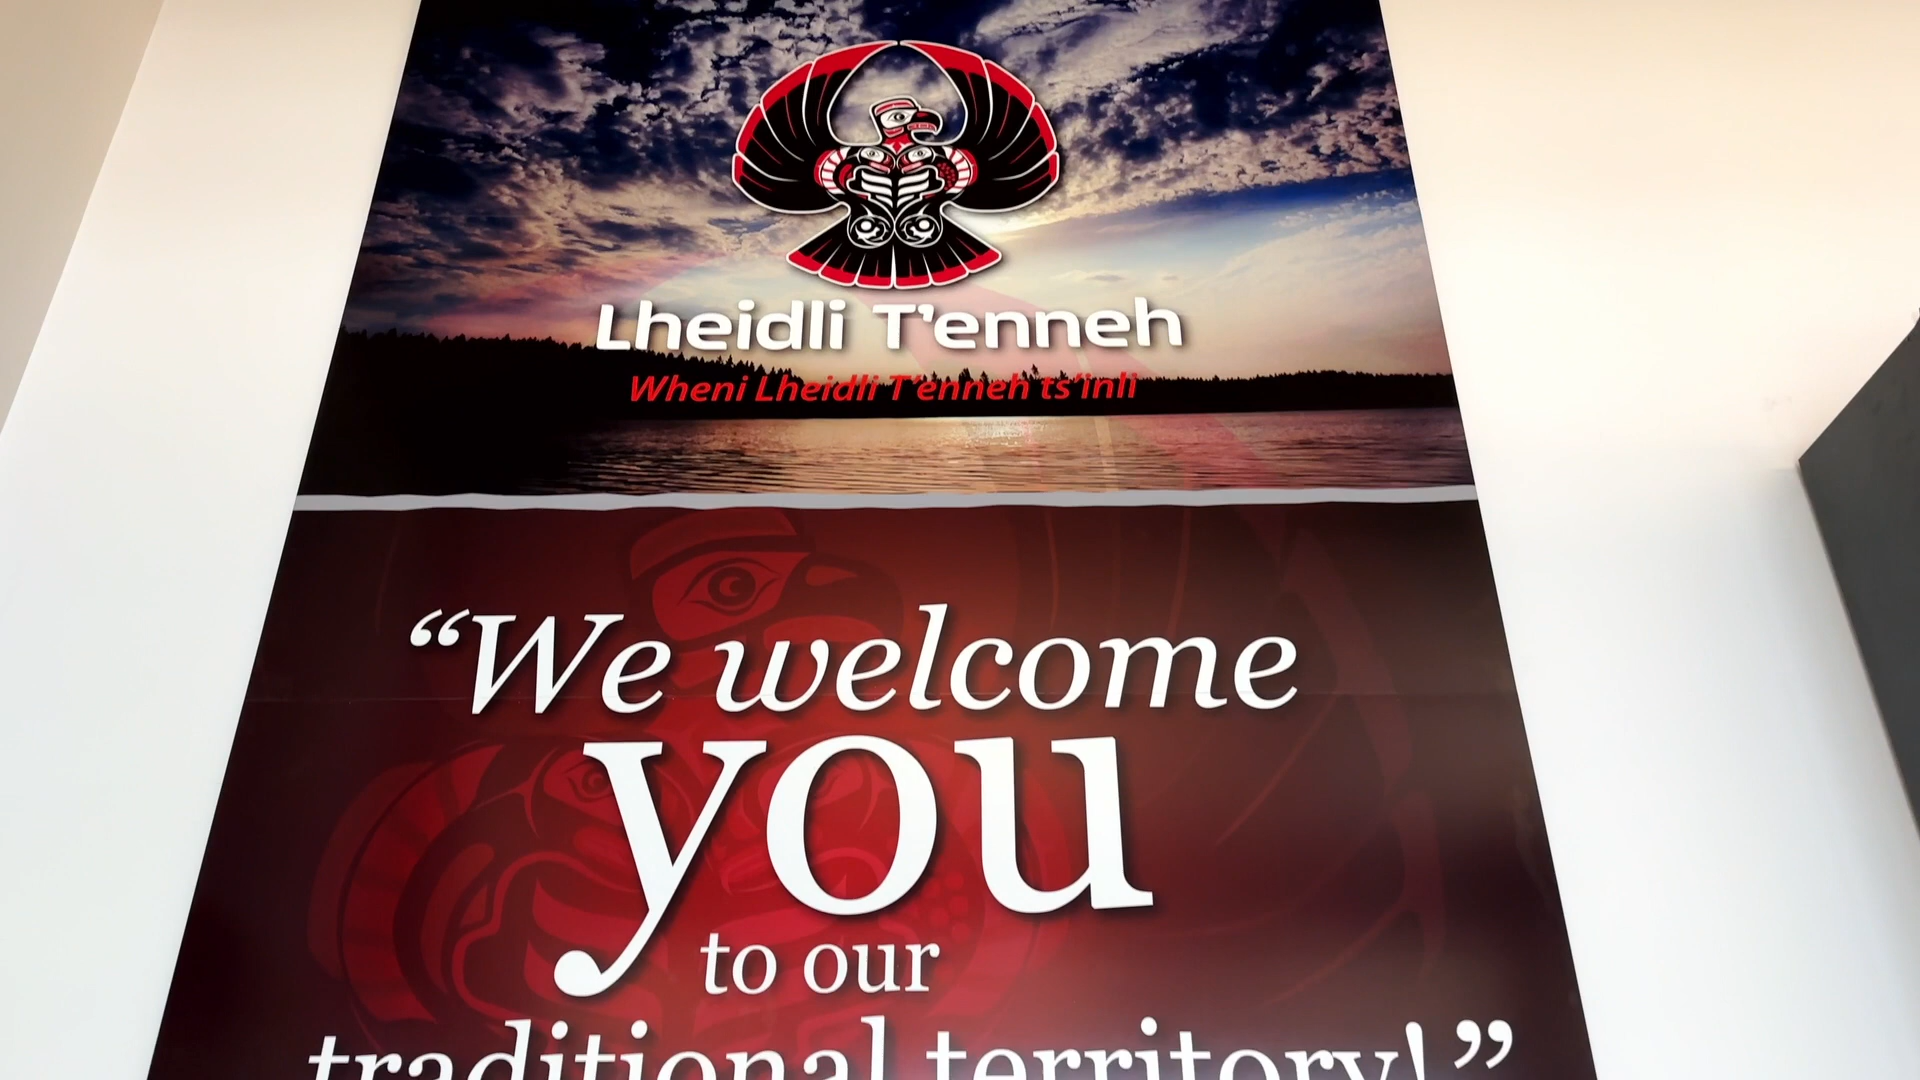 Lheidli T'enneh
Wheni Lheidli T'enneh ts'inli
“We welcome
you
to our
traditional territory!”